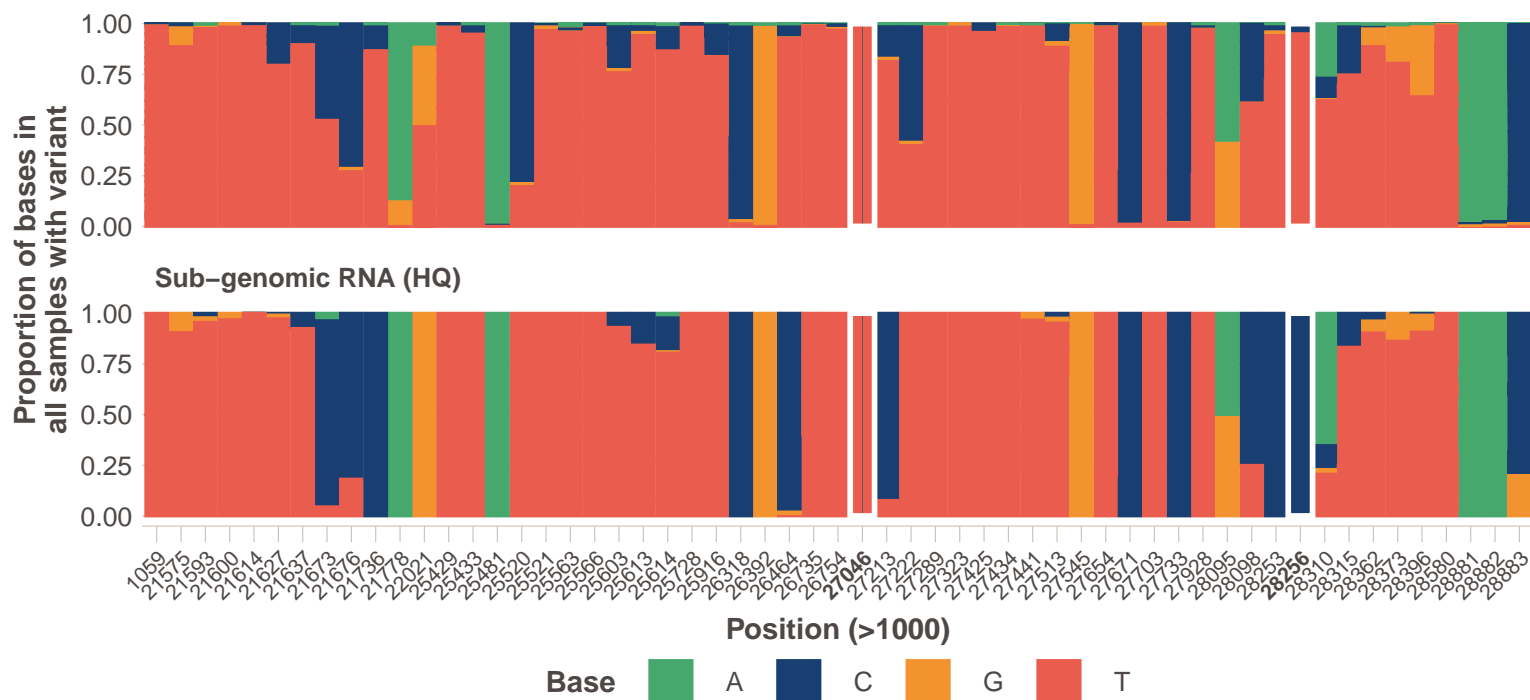 Proportion of bases in
all samples with variant
1.00
0.75
0.50
0.25
0.00
Sub−genomic RNA (HQ)
1.00
0.75
0.50
0.25
0.00
1059 21575 21593 21600 21614 21627 21637 21673 21676 21736 21778 22021 25429 25433 25481 25520 25521 25563 25566 25603 25613 25614 25728 25916 26318 26392 26464 26735 26754 27046 27213 27222 27289 27323 27425 27434 27441 27513 27545 27654 27671 27703 27733 27928 28095 28098 28253 28256 28310 28315 28362 28373 28396 28580 28881 28882 28883
Position (>1000)
Base A C G T